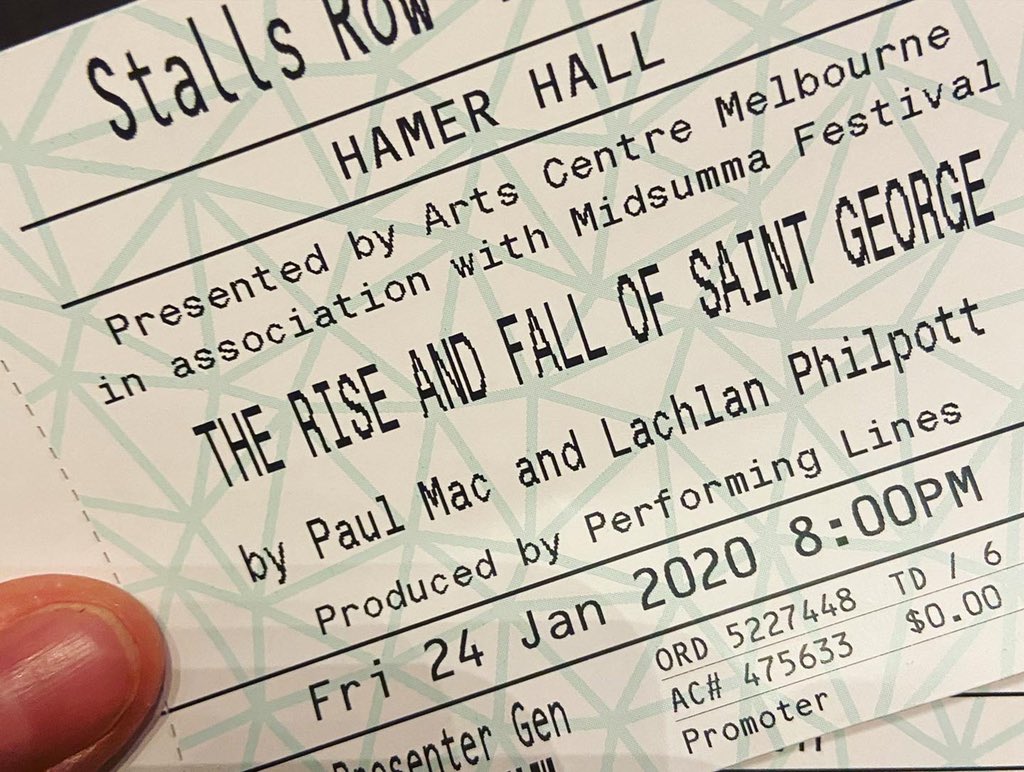 Stalls Row
HAMER HALL
Presented by Arts Centre Melbourne
in association with Midsumma Festival
THE RISE AND FALL OF SAINT GEORGE
by Paul Mac and Lachlan Philpott
Produced by Performing Lines
Fri 24 Jan 2020 8:00PM
ORD 5227448 TD / 6
AC# 475633 $0.00
Promoter
Presenter Gen